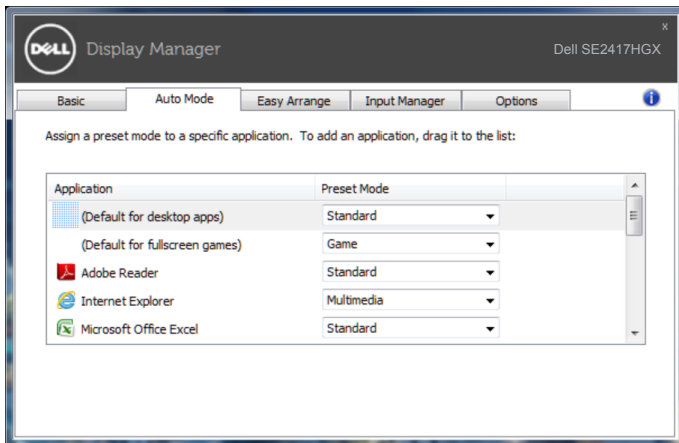 x
DELL Display Manager Dell SE2417HGX
Basic Auto Mode Easy Arrange Input Manager Options i
Assign a preset mode to a specific application. To add an application, drag it to the list:
Application Preset Mode
(Default for desktop apps) Standard
(Default for fullscreen games) Game
Adobe Reader Standard
Internet Explorer Multimedia
Microsoft Office Excel Standard